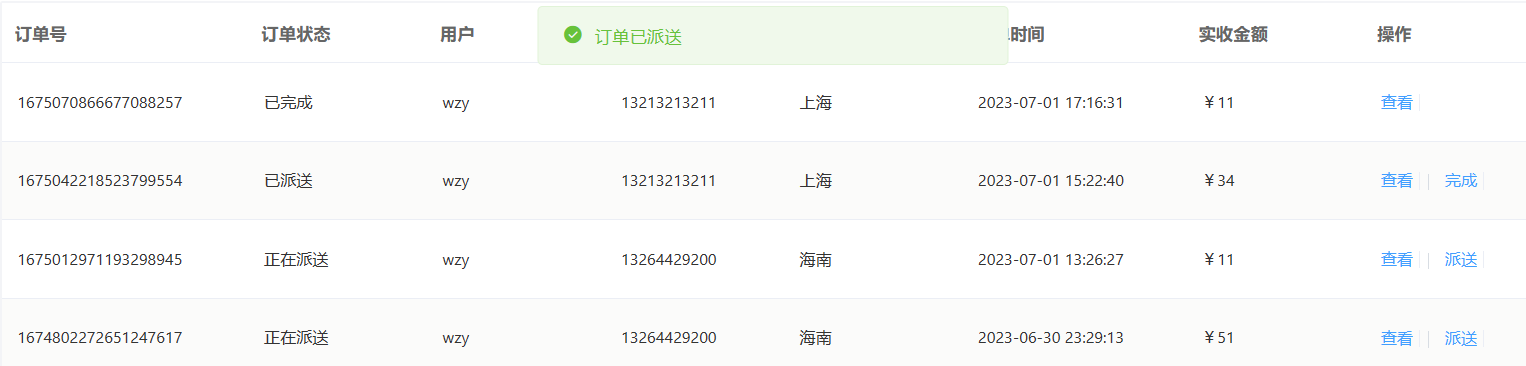 订单号 订单状态 用户 订单已派送 时间 实收金额 操作
1675070866677088257 已完成 wzy 13213213211 上海 2023-07-01 17:16:31 ￥11 查看
1675042218523799554 已派送 wzy 13213213211 上海 2023-07-01 15:22:40 ￥34 查看 完成
1675012971193298945 正在派送 wzy 13264429200 海南 2023-07-01 13:26:27 ￥11 查看 派送
1674802272651247617 正在派送 wzy 13264429200 海南 2023-06-30 23:29:13 ￥51 查看 派送